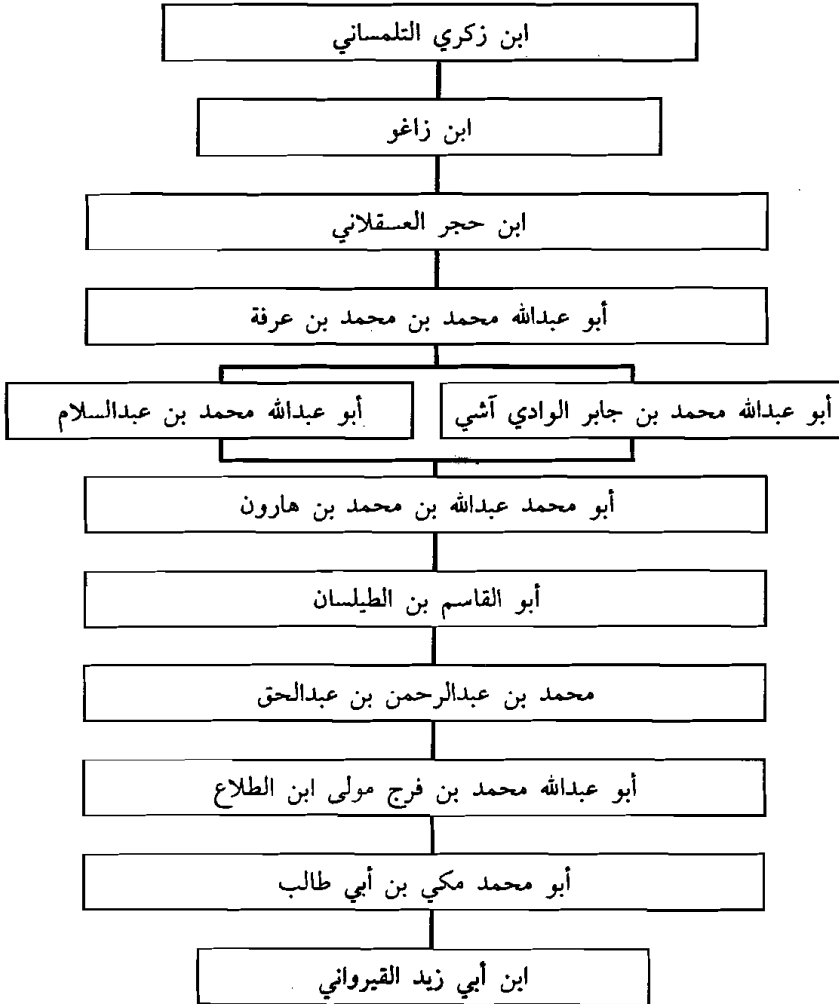 ابن زكري التلمساني
ابن زاغو
ابن حجر العسقلاني
أبو عبدالله محمد بن محمد بن عرفة
أبو عبدالله محمد بن جابر الوادي آشي
أبو عبدالله محمد بن عبدالسلام
أبو محمد عبدالله بن محمد بن هارون
أبو القاسم بن الطيلسان
محمد بن عبدالرحمن بن عبدالحق
أبو عبدالله محمد بن فرج مولى ابن الطلاع
أبو محمد مكي بن أبي طالب
ابن أبي زيد القيرواني